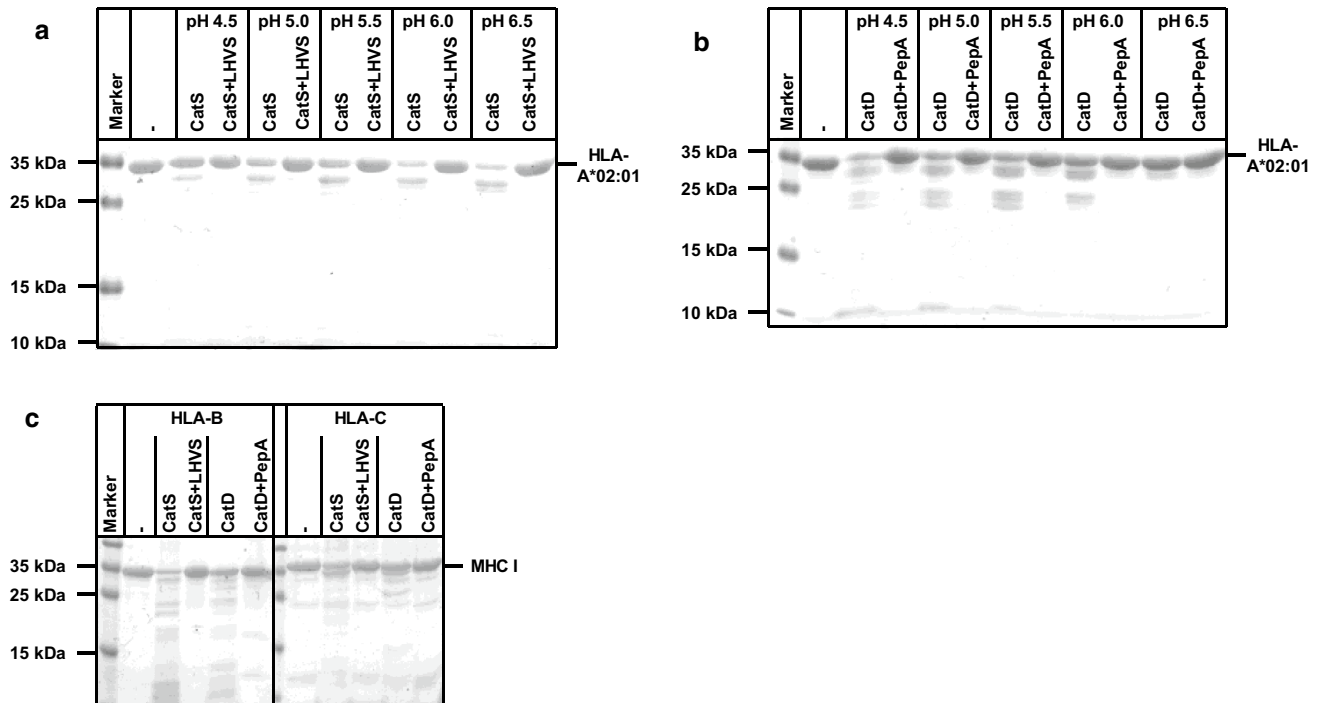 a
pH 4.5 pH 5.0 pH 5.5 pH 6.0 pH 6.5
Marker
-
CatS
CatS+LHVS
CatS
CatS+LHVS
CatS
CatS+LHVS
CatS
CatS+LHVS
CatS
CatS+LHVS
35 kDa
25 kDa
15 kDa
10 kDa
HLA-
A*02:01
b
pH 4.5 pH 5.0 pH 5.5 pH 6.0 pH 6.5
Marker
-
CatD
CatD+PepA
CatD
CatD+PepA
CatD
CatD+PepA
CatD
CatD+PepA
CatD
CatD+PepA
35 kDa
25 kDa
15 kDa
10 kDa
HLA-
A*02:01
c
HLA-B HLA-C
Marker
-
CatS
CatS+LHVS
CatD
CatD+PepA
-
CatS
CatS+LHVS
CatD
CatD+PepA
35 kDa
25 kDa
15 kDa
MHC I